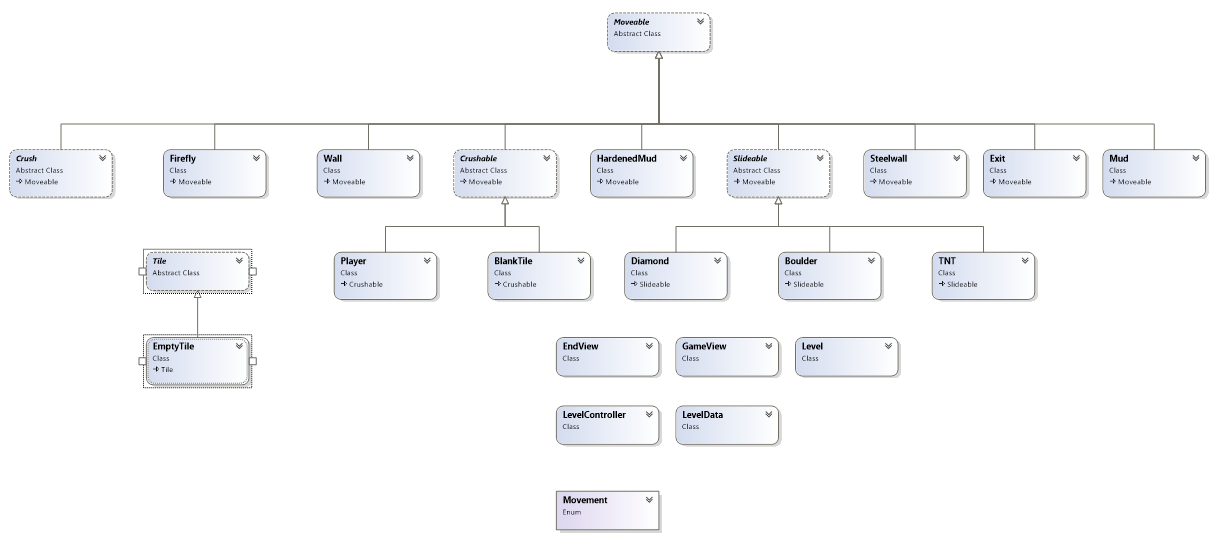 Moveable
Abstract Class
Crush
Abstract Class
Moveable
Firefly
Class
Moveable
Wall
Class
Moveable
Crushable
Abstract Class
Moveable
HardenedMud
Class
Moveable
Slideable
Abstract Class
Moveable
Steelwall
Class
Moveable
Exit
Class
Moveable
Mud
Class
Moveable
Tile
Abstract Class
Player
Class
Crushable
BlankTile
Class
Crushable
Diamond
Class
Slideable
Boulder
Class
Slideable
TNT
Class
Slideable
EmptyTile
Class
Tile
EndView
Class
GameView
Class
Level
Class
LevelController
Class
LevelData
Class
Movement
Enum